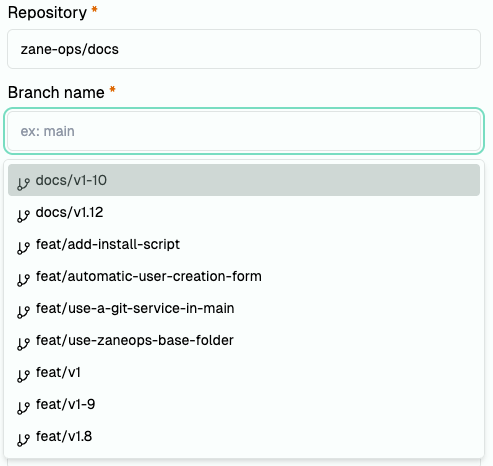 Repository *
zane-ops/docs
Branch name *
ex: main
docs/v1-10
docs/v1.12
feat/add-install-script
feat/automatic-user-creation-form
feat/use-a-git-service-in-main
feat/use-zaneops-base-folder
feat/v1
feat/v1-9
feat/v1.8